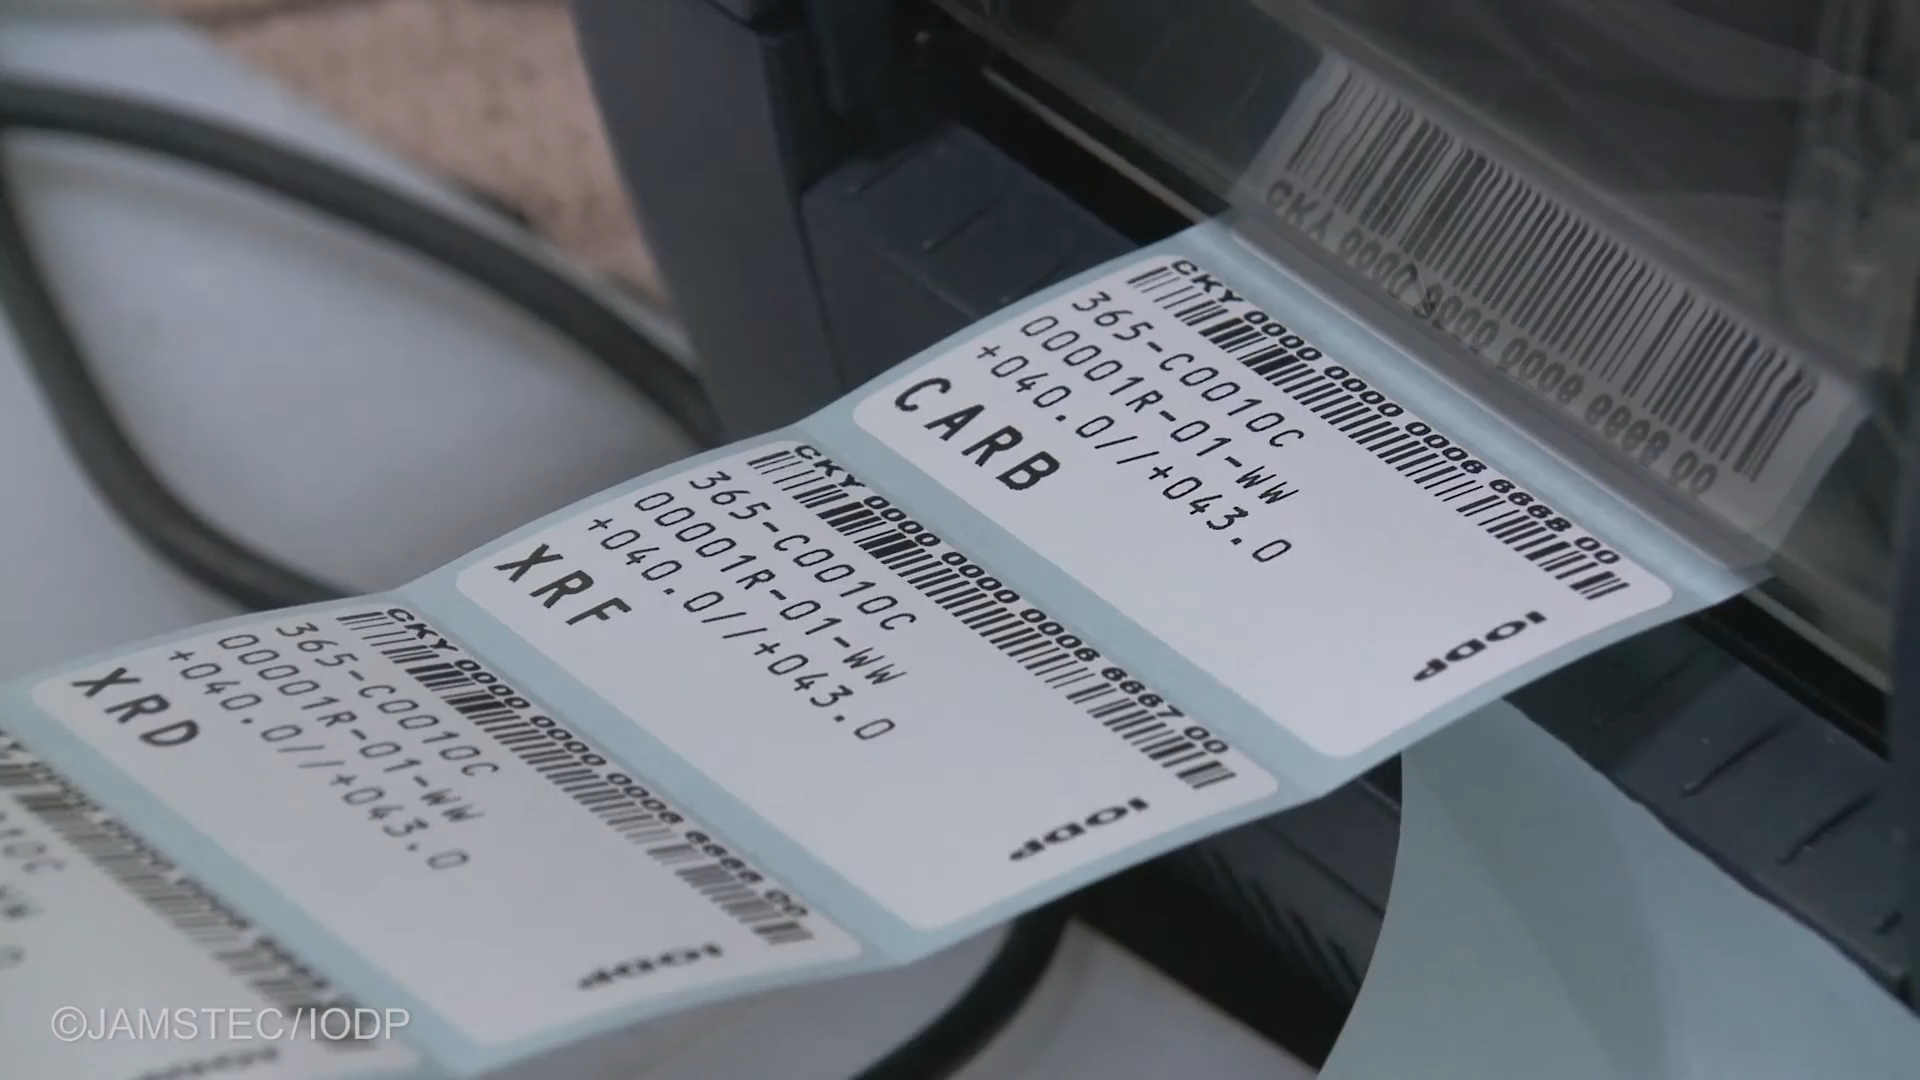 CKY 0000 0000 0006 6668 00
365-C0010C
00001R-01-WW
+040.0//+043.0
CARB
IODP
CKY 0000 0000 0006 6667 00
365-C0010C
00001R-01-WW
+040.0//+043.0
XRF
IODP
CKY 0000 0000 0006 6666 00
365-C0010C
00001R-01-WW
+040.0//+043.0
XRD
IODP
©JAMSTEC/IODP